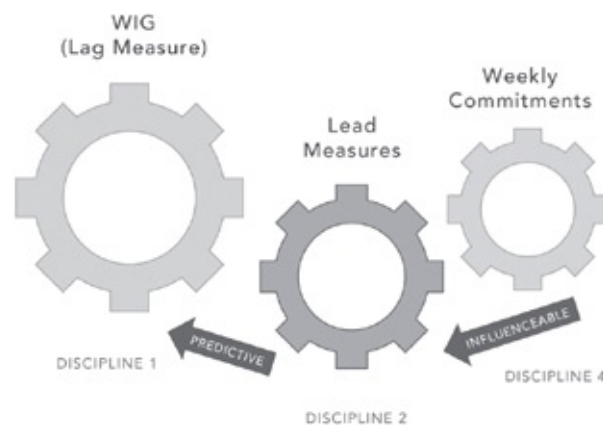 WIG
(Lag Measure)
Weekly
Commitments
Lead
Measures
PREDICTIVE
INFLUENCEABLE
DISCIPLINE 1
DISCIPLINE 4
DISCIPLINE 2